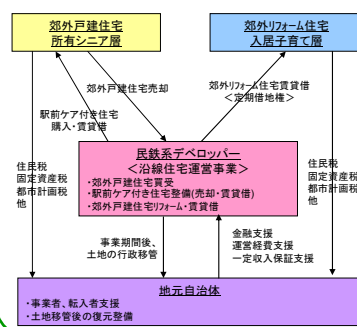 郊外戸建住宅
所有シニア層
郊外リフォーム住宅
入居子育て層
郊外戸建住宅売却
郊外リフォーム住宅賃貸借
<定期借地権>
駅前ケア付き住宅
購入・賃貸借
民鉄系デベロッパー
<沿線住宅運営事業>
・郊外戸建住宅買受
・駅前ケア付き住宅整備(売却・賃貸借)
・郊外戸建住宅リフォーム・賃貸借
住民税
固定資産税
都市計画税
他
住民税
固定資産税
都市計画税
他
事業期間後、
土地の行政移管
金融支援
運営経費支援
一定収入保証支援
地元自治体
・事業者、転入者支援
・土地移管後の復元整備